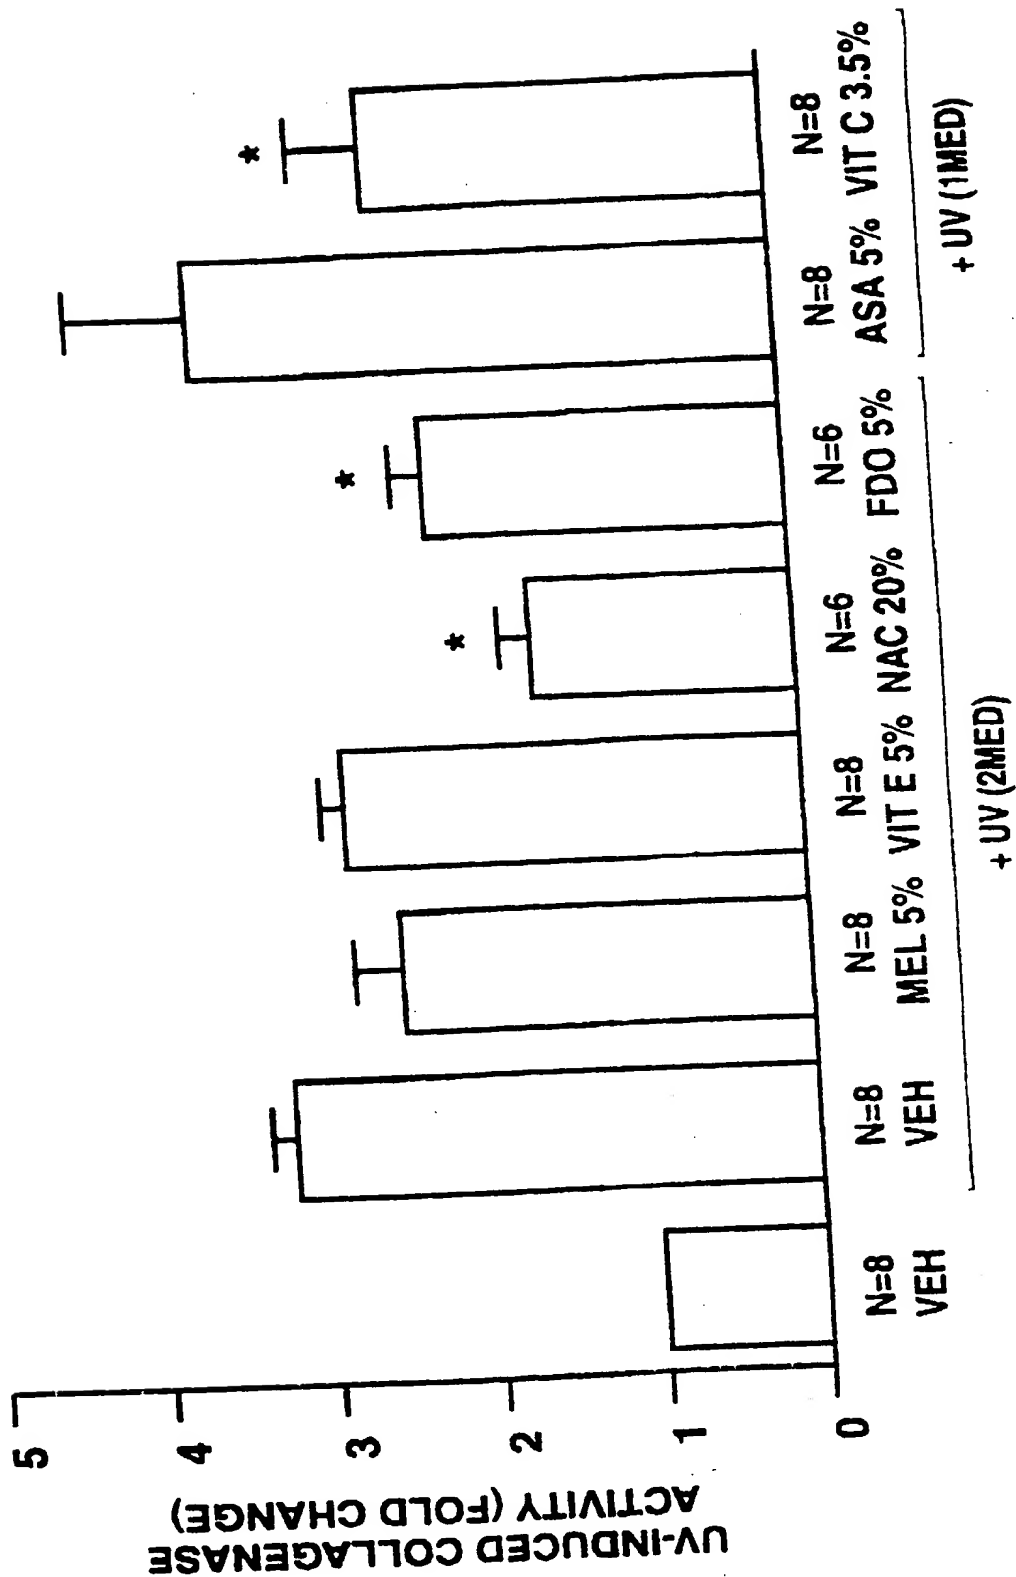 UV-INDUCED COLLAGENASE
ACTIVITY (FOLD CHANGE)
5
4
3
2
1
0
* * *
N=8 N=8 N=8 N=8 N=6 N=6 N=8 N=8
VEH VEH MEL 5% VIT E 5% NAC 20% FDO 5% ASA 5% VIT C 3.5%
+ UV (2MED) + UV (1MED)